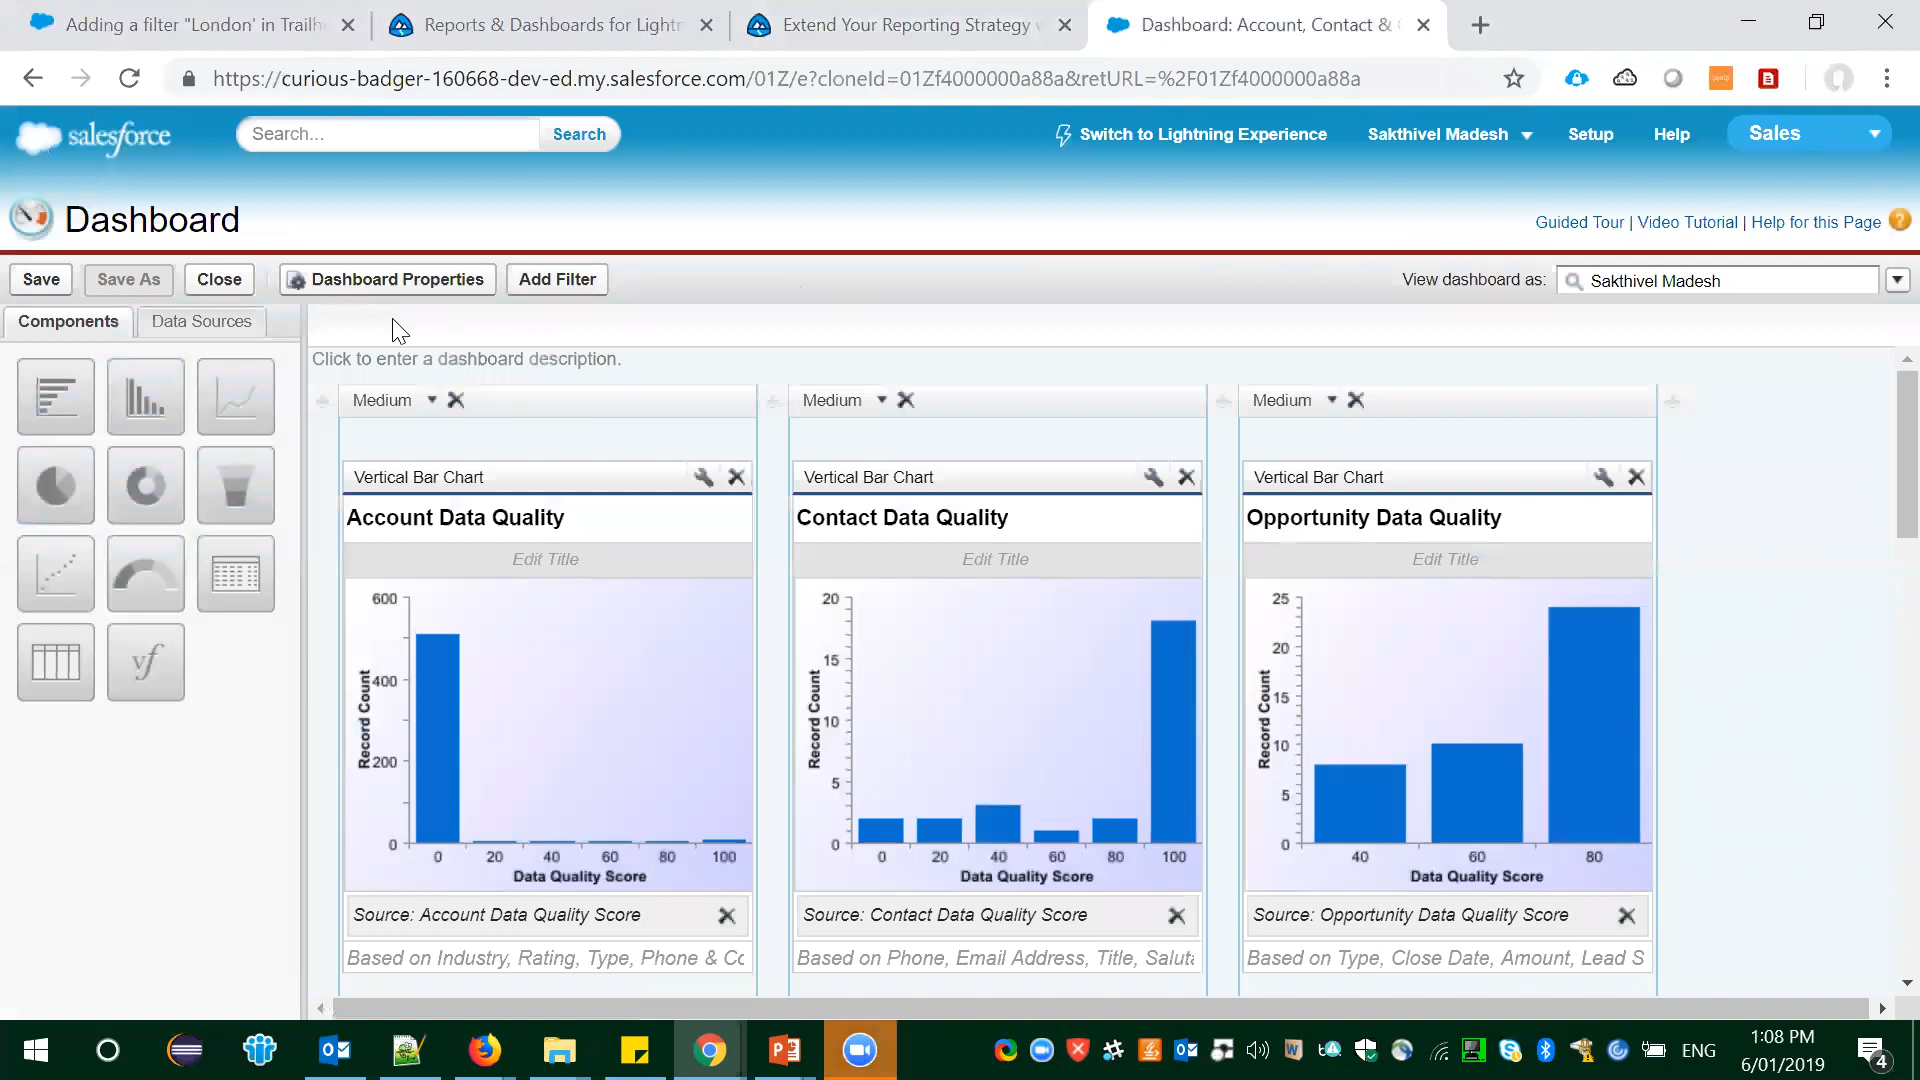 Adding a filter "London' in Trailh
Reports & Dashboards for Lightn
Extend Your Reporting Strategy
Dashboard: Account, Contact &
https://curious-badger-160668-dev-ed.my.salesforce.com/01Z/e?cloneId=01Zf4000000a88a&retURL=%2F01Zf4000000a88a
salesforce
Search...
Search
Switch to Lightning Experience
Sakthivel Madesh
Setup
Help
Sales
Dashboard
Guided Tour | Video Tutorial | Help for this Page
Save
Save As
Close
Dashboard Properties
Add Filter
View dashboard as:
Sakthivel Madesh
Components
Data Sources
Click to enter a dashboard description.
Medium
Medium
Medium
Vertical Bar Chart
Account Data Quality
Edit Title
600
400
200
0
Record Count
0 20 40 60 80 100
Data Quality Score
Source: Account Data Quality Score
Based on Industry, Rating, Type, Phone & Cc
Vertical Bar Chart
Contact Data Quality
Edit Title
20
15
10
5
0
Record Count
0 20 40 60 80 100
Data Quality Score
Source: Contact Data Quality Score
Based on Phone, Email Address, Title, Saluta
Vertical Bar Chart
Opportunity Data Quality
Edit Title
25
20
15
10
5
0
Record Count
40 60 80
Data Quality Score
Source: Opportunity Data Quality Score
Based on Type, Close Date, Amount, Lead S
vf
ENG
1:08 PM
6/01/2019
4